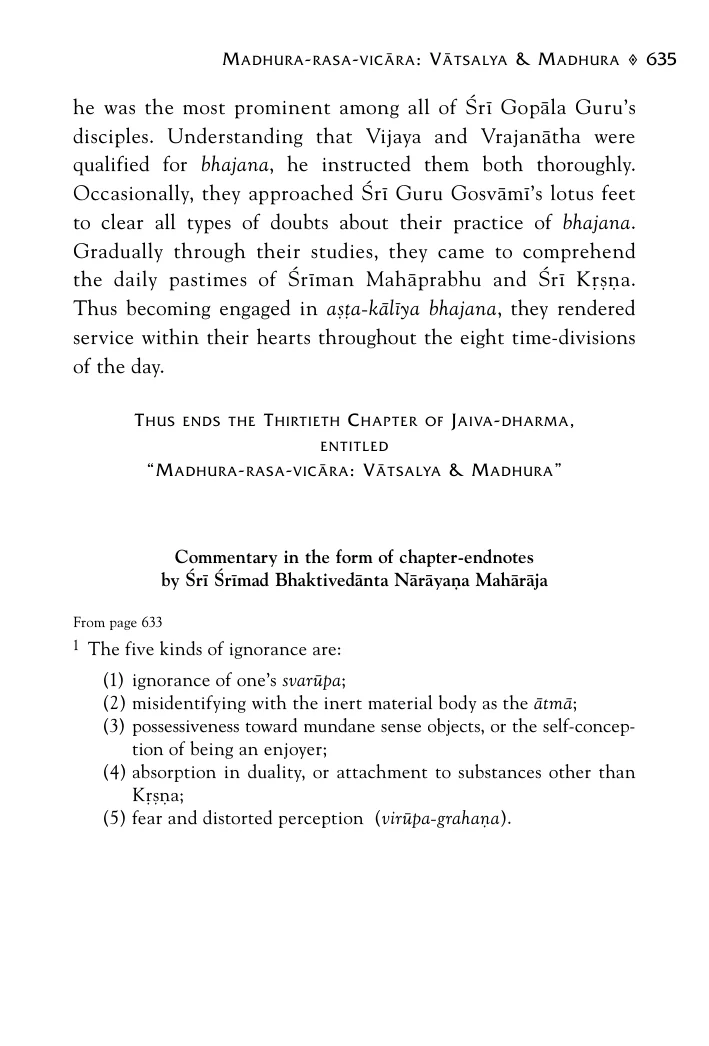 Madhura-rasa-vicāra: Vātsalya & Madhura ◈ 635
he was the most prominent among all of Śrī Gopāla Guru’s
disciples. Understanding that Vijaya and Vrajanātha were
qualified for bhajana, he instructed them both thoroughly.
Occasionally, they approached Śrī Guru Gosvāmī’s lotus feet
to clear all types of doubts about their practice of bhajana.
Gradually through their studies, they came to comprehend
the daily pastimes of Śrīman Mahāprabhu and Śrī Kṛṣṇa.
Thus becoming engaged in aṣṭa-kālīya bhajana, they rendered
service within their hearts throughout the eight time-divisions
of the day.
Thus ends the Thirtieth Chapter of Jaiva-dharma,
entitled
“Madhura-rasa-vicāra: Vātsalya & Madhura”
Commentary in the form of chapter-endnotes
by Śrī Śrīmad Bhaktivedānta Nārāyaṇa Mahārāja
From page 633
1 The five kinds of ignorance are:
(1) ignorance of one’s svarūpa;
(2) misidentifying with the inert material body as the ātmā;
(3) possessiveness toward mundane sense objects, or the self-concep-
tion of being an enjoyer;
(4) absorption in duality, or attachment to substances other than
Kṛṣṇa;
(5) fear and distorted perception (virūpa-grahaṇa).